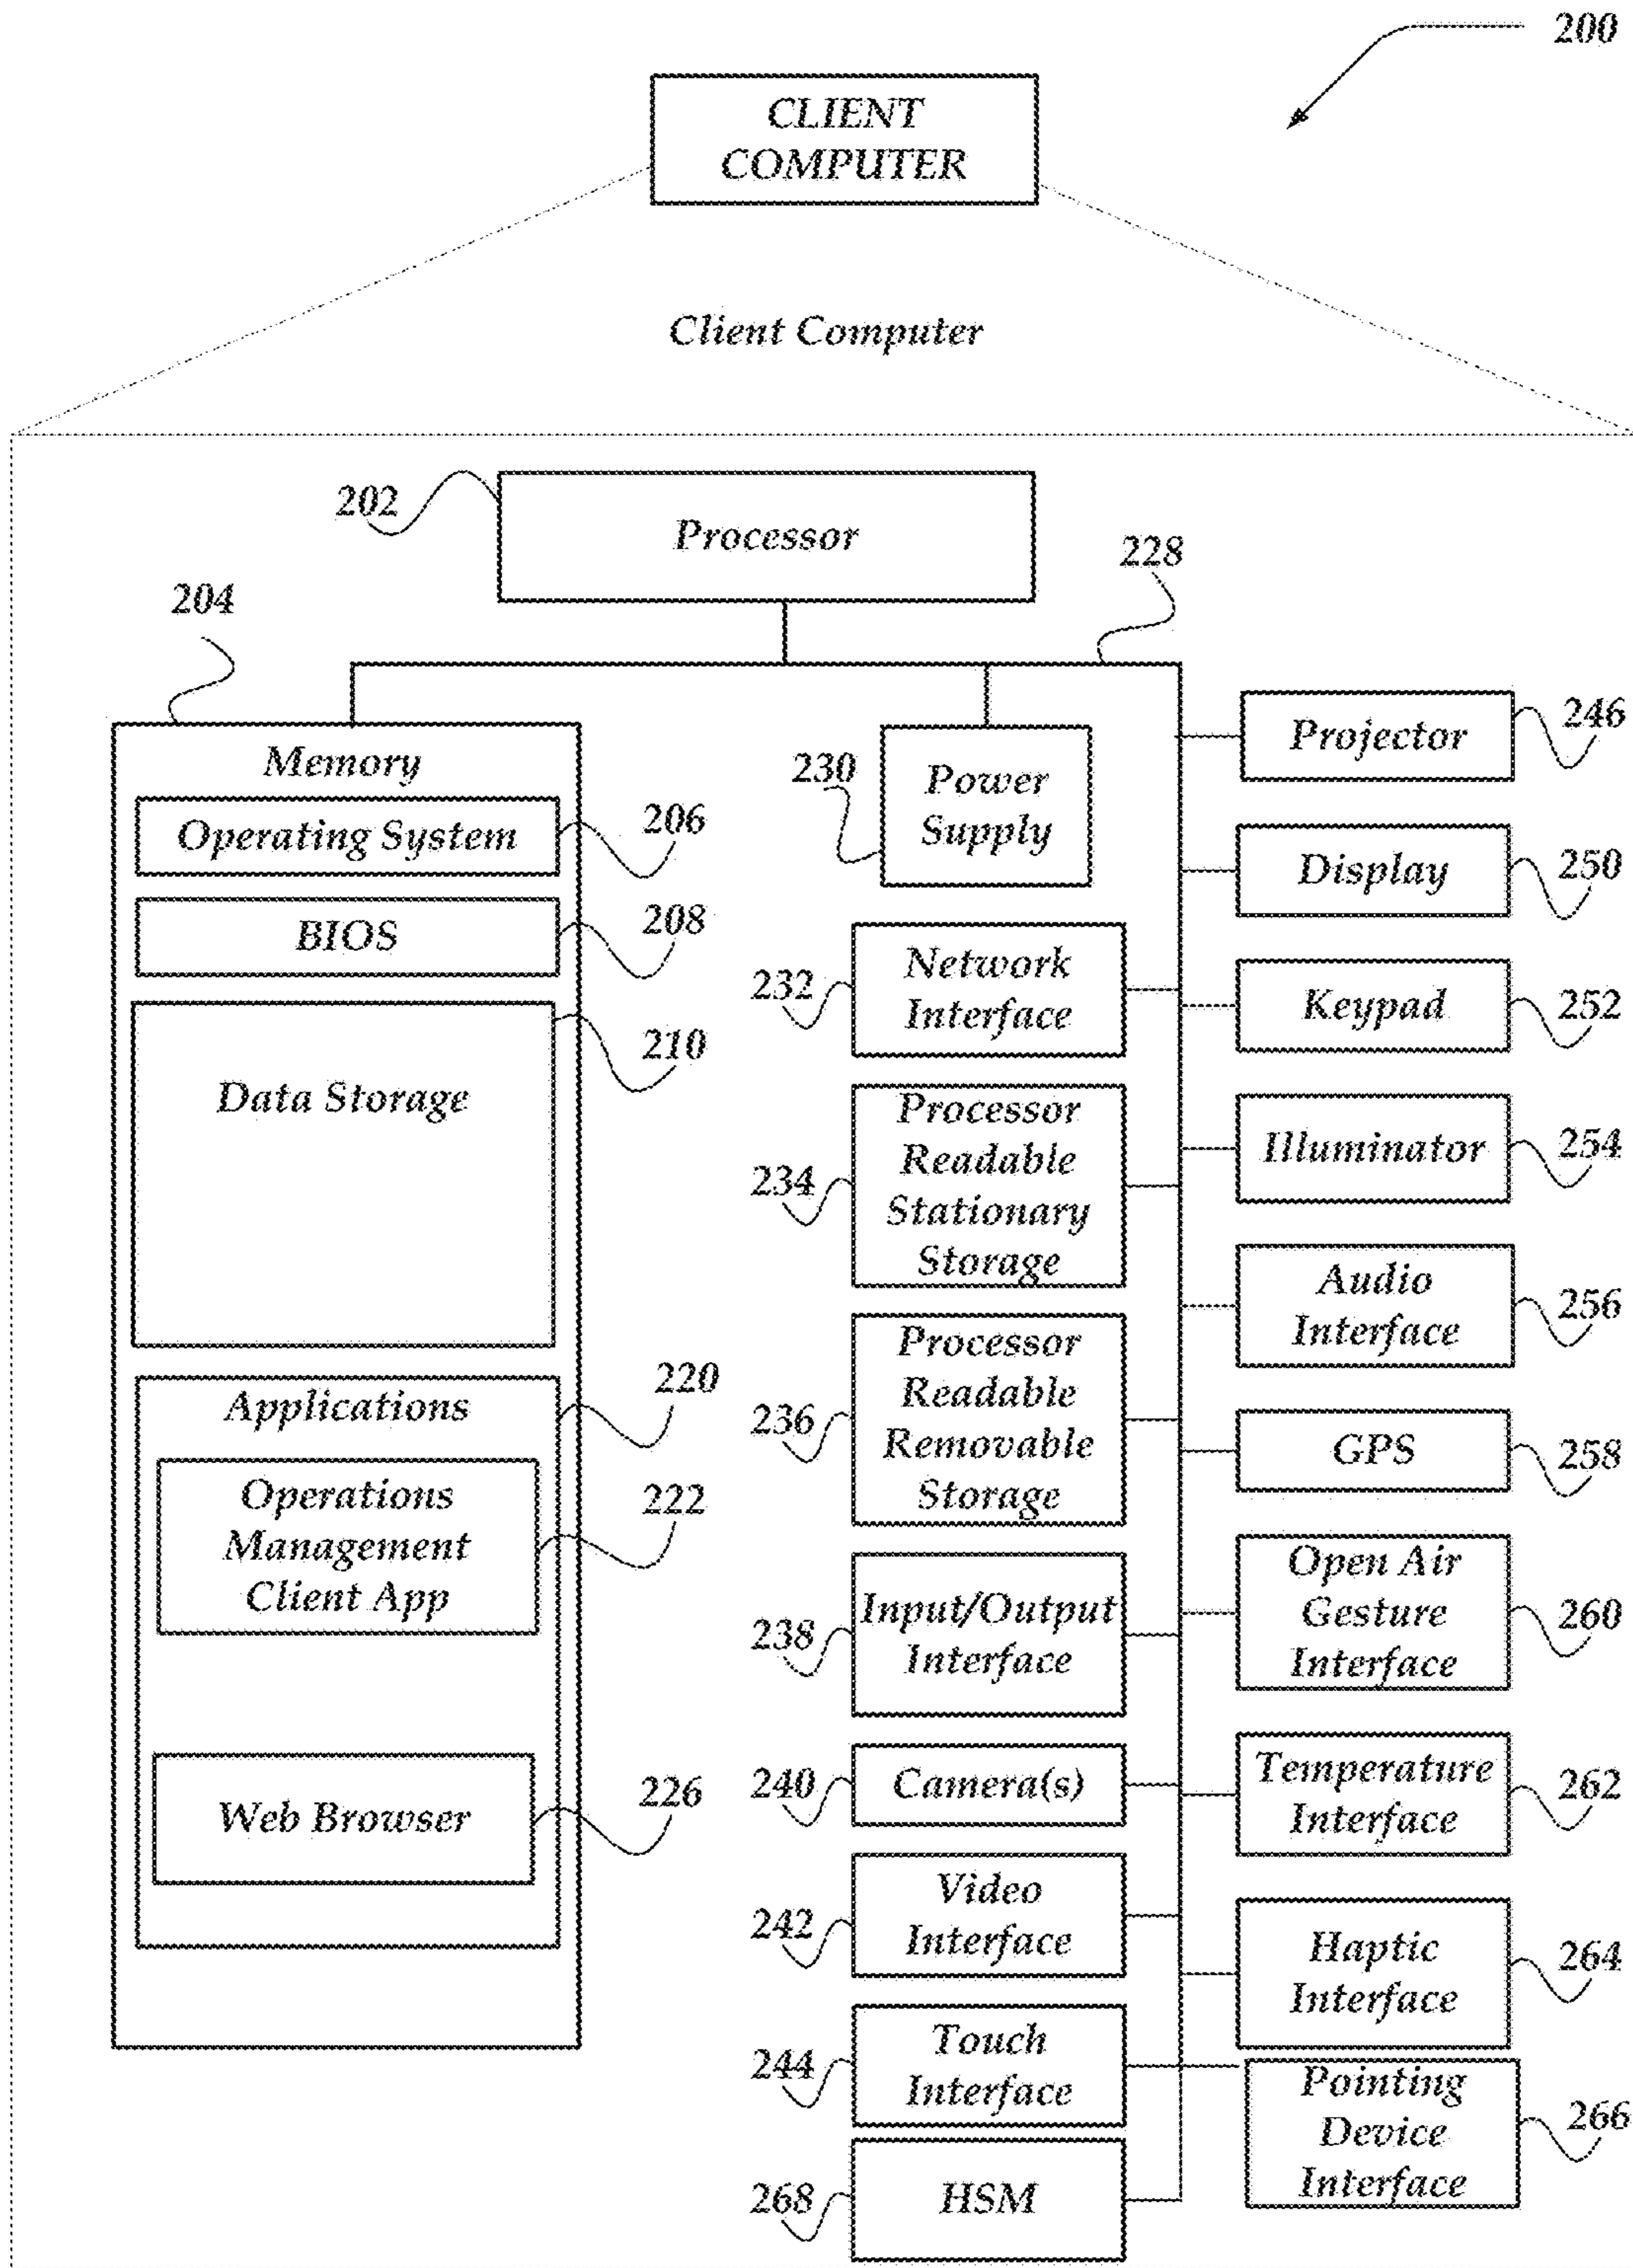 200
CLIENT
COMPUTER
Client Computer
202
Processor
228
204
Memory
Operating System
206
BIOS
208
Data Storage
210
Applications
220
Operations
Management
Client App
222
Web Browser
226
230
Power
Supply
232
Network
Interface
234
Processor
Readable
Stationary
Storage
236
Processor
Readable
Removable
Storage
238
Input/Output
Interface
240
Camera(s)
242
Video
Interface
244
Touch
Interface
268
HSM
Projector
246
Display
250
Keypad
252
Illuminator
254
Audio
Interface
256
GPS
258
Open Air
Gesture
Interface
260
Temperature
Interface
262
Haptic
Interface
264
Pointing
Device
Interface
266